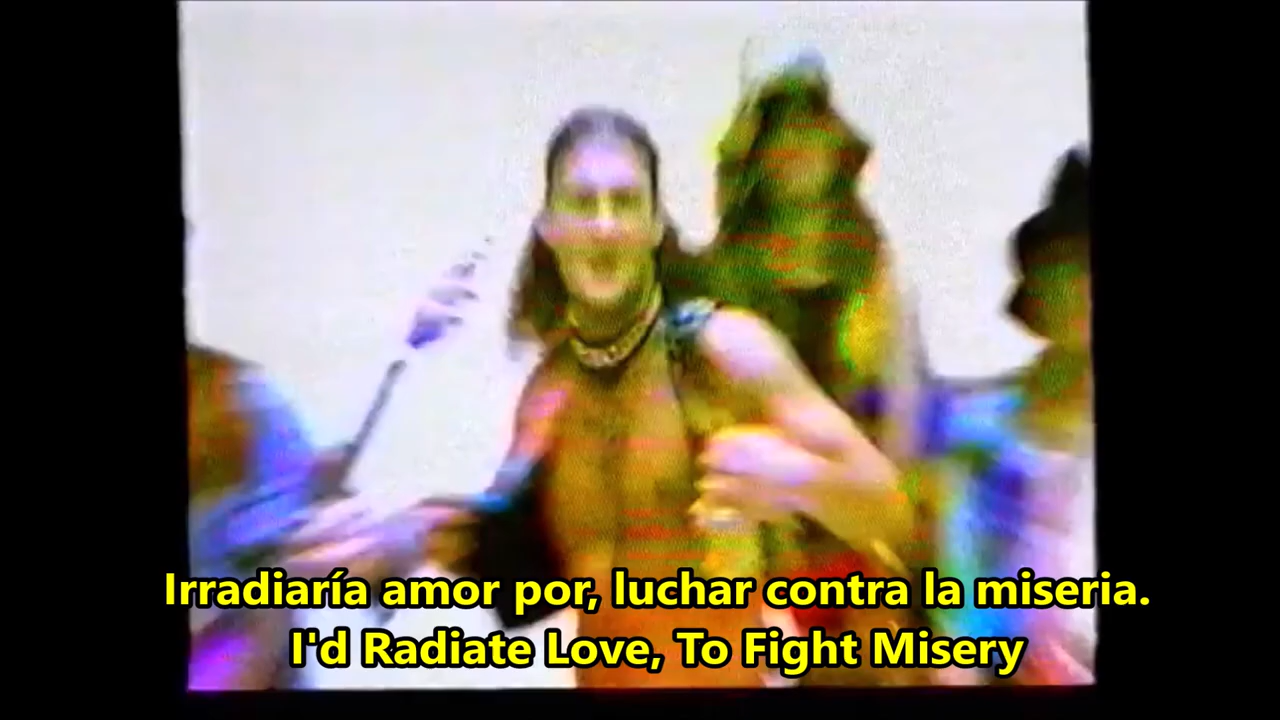 Irradiaría amor por, luchar contra la miseria.
I'd Radiate Love, To Fight Misery